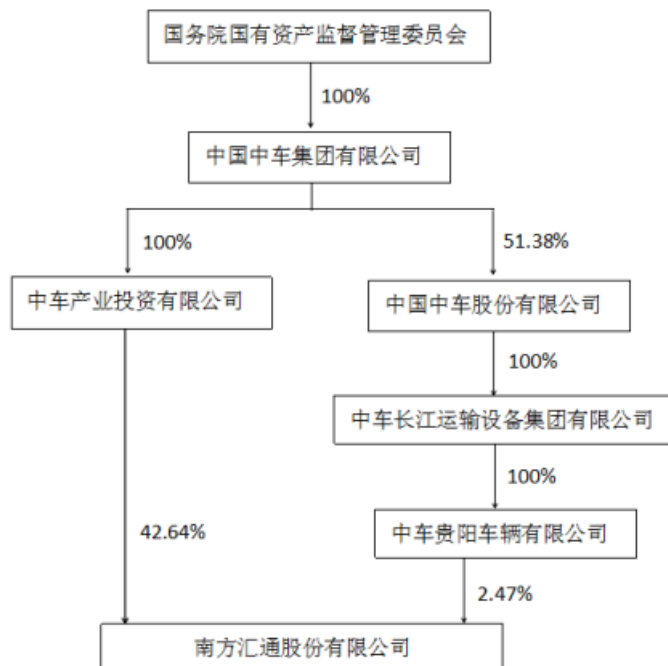 国务院国有资产监督管理委员会
100%
中国中车集团有限公司
100%
51.38%
中车产业投资有限公司
中国中车股份有限公司
100%
中车长江运输设备集团有限公司
100%
42.64%
中车贵阳车辆有限公司
2.47%
南方汇通股份有限公司